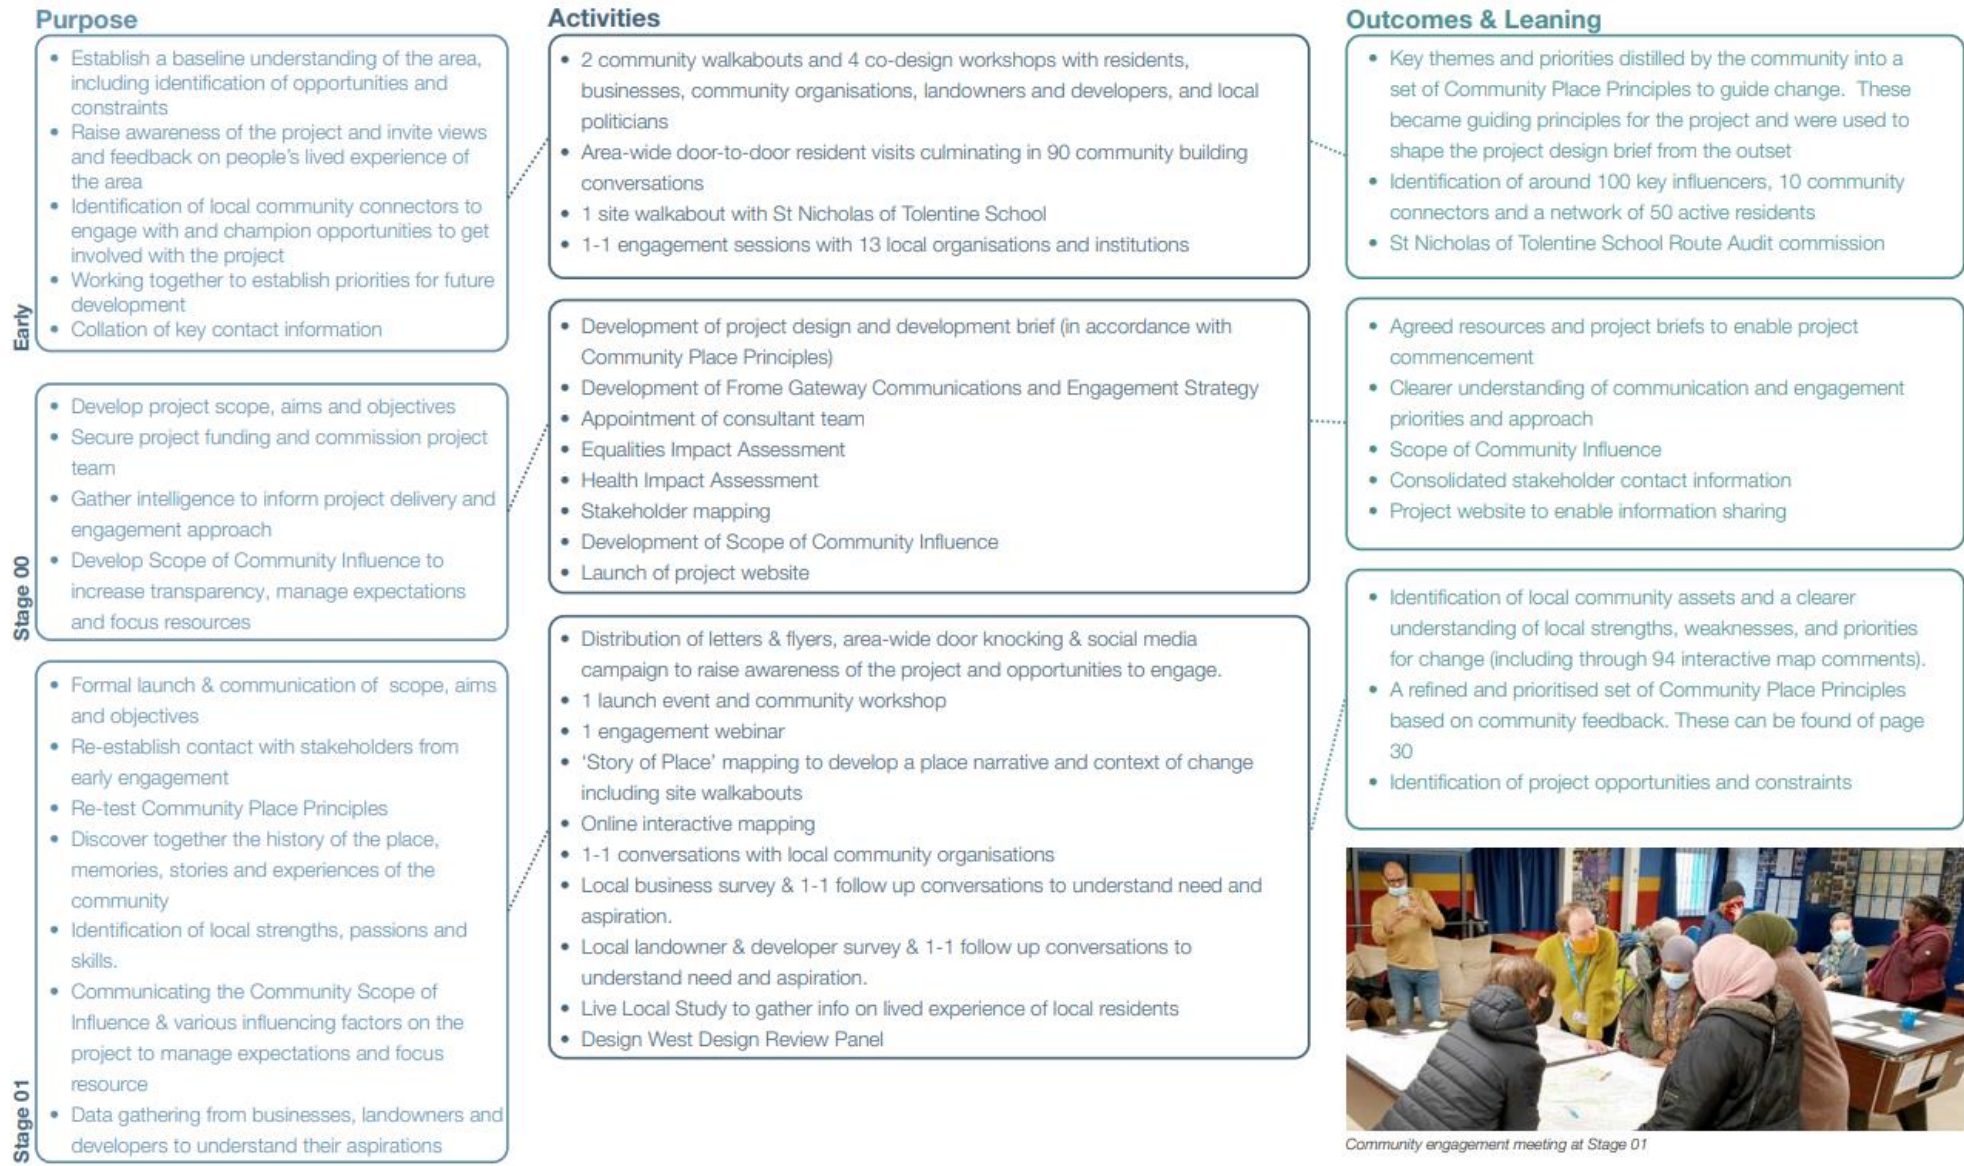 Purpose
Activities
Outcomes & Leaning
Early
• Establish a baseline understanding of the area,
including identification of opportunities and
constraints
• Raise awareness of the project and invite views
and feedback on people's lived experience of
the area
• Identification of local community connectors to
engage with and champion opportunities to get
involved with the project
• Working together to establish priorities for future
development
• Collation of key contact information
• 2 community walkabouts and 4 co-design workshops with residents,
businesses, community organisations, landowners and developers, and local
politicians
• Area-wide door-to-door resident visits culminating in 90 community building
conversations
• 1 site walkabout with St Nicholas of Tolentine School
• 1-1 engagement sessions with 13 local organisations and institutions
• Key themes and priorities distilled by the community into a
set of Community Place Principles to guide change. These
became guiding principles for the project and were used to
shape the project design brief from the outset
• Identification of around 100 key influencers, 10 community
connectors and a network of 50 active residents
• St Nicholas of Tolentine School Route Audit commission
Stage 00
• Develop project scope, aims and objectives
• Secure project funding and commission project
team
• Gather intelligence to inform project delivery and
engagement approach
• Develop Scope of Community Influence to
increase transparency, manage expectations
and focus resources
• Development of project design and development brief (in accordance with
Community Place Principles)
• Development of Frome Gateway Communications and Engagement Strategy
• Appointment of consultant team
• Equalities Impact Assessment
• Health Impact Assessment
• Stakeholder mapping
• Development of Scope of Community Influence
• Launch of project website
• Agreed resources and project briefs to enable project
commencement
• Clearer understanding of communication and engagement
priorities and approach
• Scope of Community Influence
• Consolidated stakeholder contact information
• Project website to enable information sharing
Stage 01
• Formal launch & communication of scope, aims
and objectives
• Re-establish contact with stakeholders from
early engagement
• Re-test Community Place Principles
• Discover together the history of the place,
memories, stories and experiences of the
community
• Identification of local strengths, passions and
skills.
• Communicating the Community Scope of
Influence & various influencing factors on the
project to manage expectations and focus
resource
• Data gathering from businesses, landowners and
developers to understand their aspirations
• Distribution of letters & flyers, area-wide door knocking & social media
campaign to raise awareness of the project and opportunities to engage.
• 1 launch event and community workshop
• 1 engagement webinar
• 'Story of Place' mapping to develop a place narrative and context of change
including site walkabouts
• Online interactive mapping
• 1-1 conversations with local community organisations
• Local business survey & 1-1 follow up conversations to understand need and
aspiration.
• Local landowner & developer survey & 1-1 follow up conversations to
understand need and aspiration.
• Live Local Study to gather info on lived experience of local residents
• Design West Design Review Panel
• Identification of local community assets and a clearer
understanding of local strengths, weaknesses, and priorities
for change (including through 94 interactive map comments).
• A refined and prioritised set of Community Place Principles
based on community feedback. These can be found of page
30
• Identification of project opportunities and constraints
Community engagement meeting at Stage 01